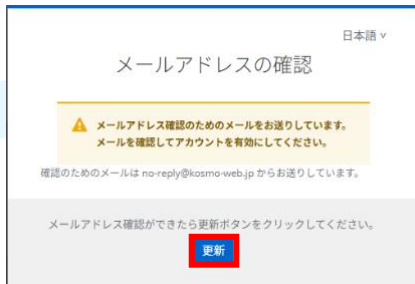 日本語 ∨
メールアドレスの確認
メールアドレス確認のためのメールをお送りしています。
メールを確認してアカウントを有効にしてください。
確認のためのメールは no-reply@kosmo-web.jp からお送りしています。
メールアドレス確認ができたら更新ボタンをクリックしてください。
更新